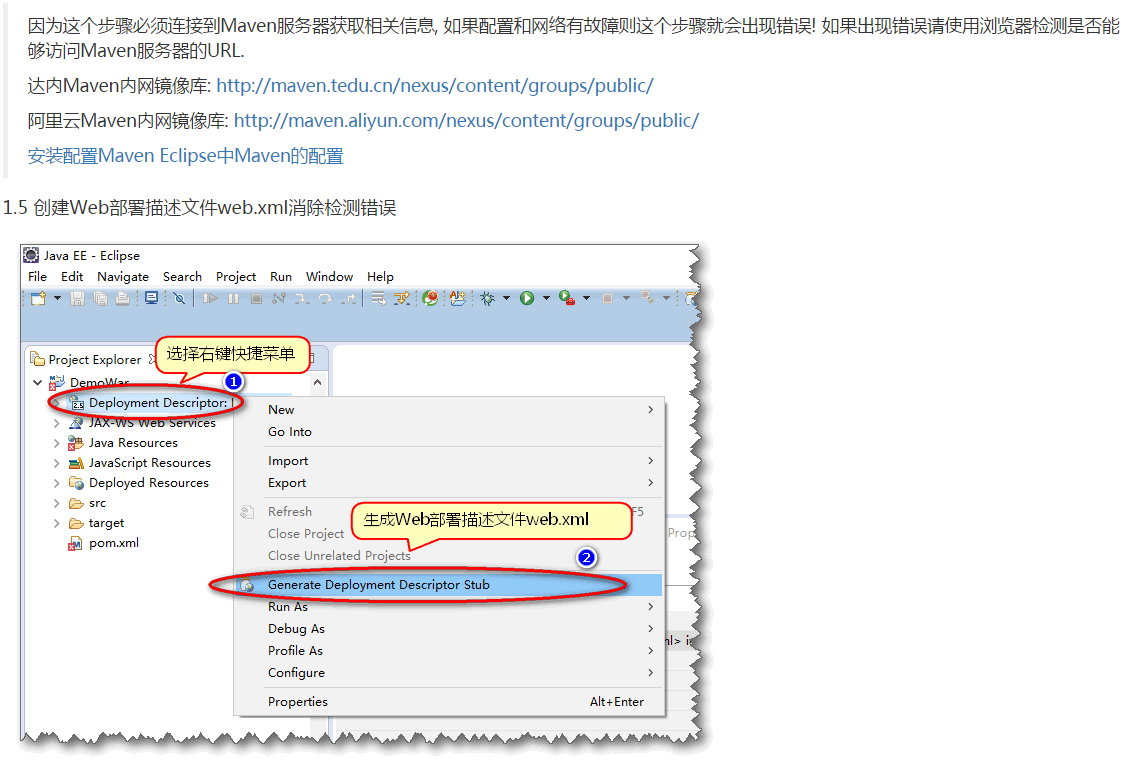 因为这个步骤必须连接到Maven服务器获取相关信息, 如果配置和网络有故障则这个步骤就会出现错误! 如果出现错误请使用浏览器检测是否能
够访问Maven服务器的URL.
达内Maven内网镜像库: http://maven.tedu.cn/nexus/content/groups/public/
阿里云Maven内网镜像库: http://maven.aliyun.com/nexus/content/groups/public/
安装配置Maven Eclipse中Maven的配置
1.5 创建Web部署描述文件web.xml消除检测错误
Java EE - Eclipse
File Edit Navigate Search Project Run Window Help
选择右键快捷菜单
Project Explorer
1
DemoWar
Deployment Descriptor:
JAX-WS Web Services
Java Resources
JavaScript Resources
Deployed Resources
src
target
pom.xml
New
Go Into
Import
Export
Refresh F5
生成Web部署描述文件web.xml
Close Project
Prop
Close Unrelated Projects
2
Generate Deployment Descriptor Stub
Run As
Debug As
Profile As
Configure
Properties Alt+Enter